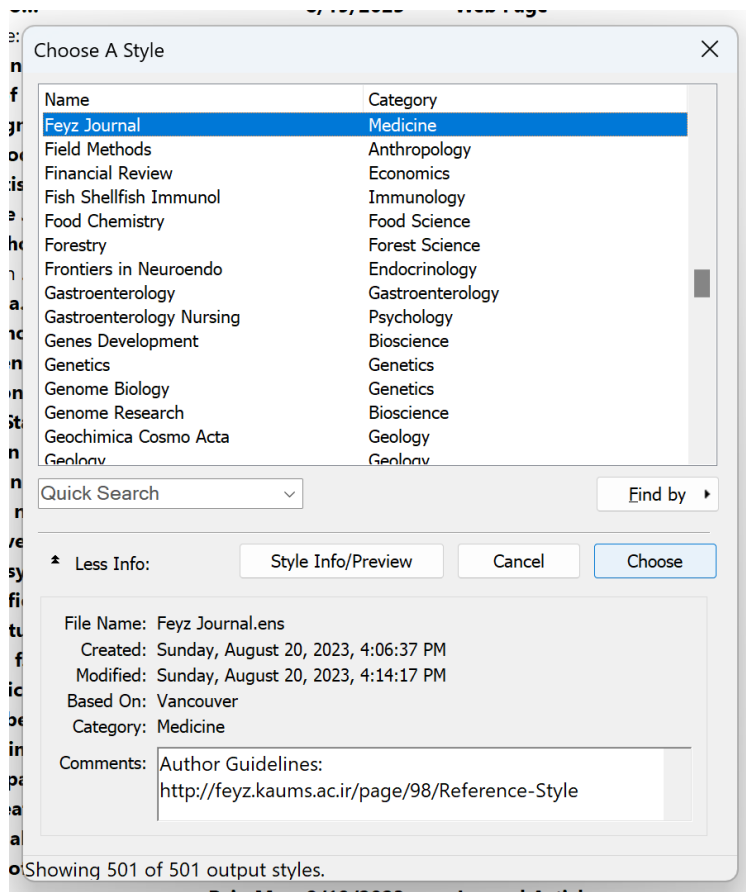 Choose A Style
Name Category
Feyz Journal Medicine
Field Methods Anthropology
Financial Review Economics
Fish Shellfish Immunol Immunology
Food Chemistry Food Science
Forestry Forest Science
Frontiers in Neuroendo Endocrinology
Gastroenterology Gastroenterology
Gastroenterology Nursing Psychology
Genes Development Bioscience
Genetics Genetics
Genome Biology Genetics
Genome Research Bioscience
Geochimica Cosmo Acta Geology
Geology Geology
Quick Search
Find by
Less Info: Style Info/Preview Cancel Choose
File Name: Feyz Journal.ens
Created: Sunday, August 20, 2023, 4:06:37 PM
Modified: Sunday, August 20, 2023, 4:14:17 PM
Based On: Vancouver
Category: Medicine
Comments: Author Guidelines:
http://feyz.kaums.ac.ir/page/98/Reference-Style
Showing 501 of 501 output styles.